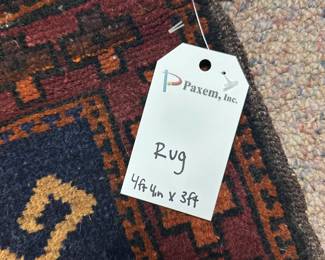 Paxem, Inc.
Rug
4ft 4in x 3ft